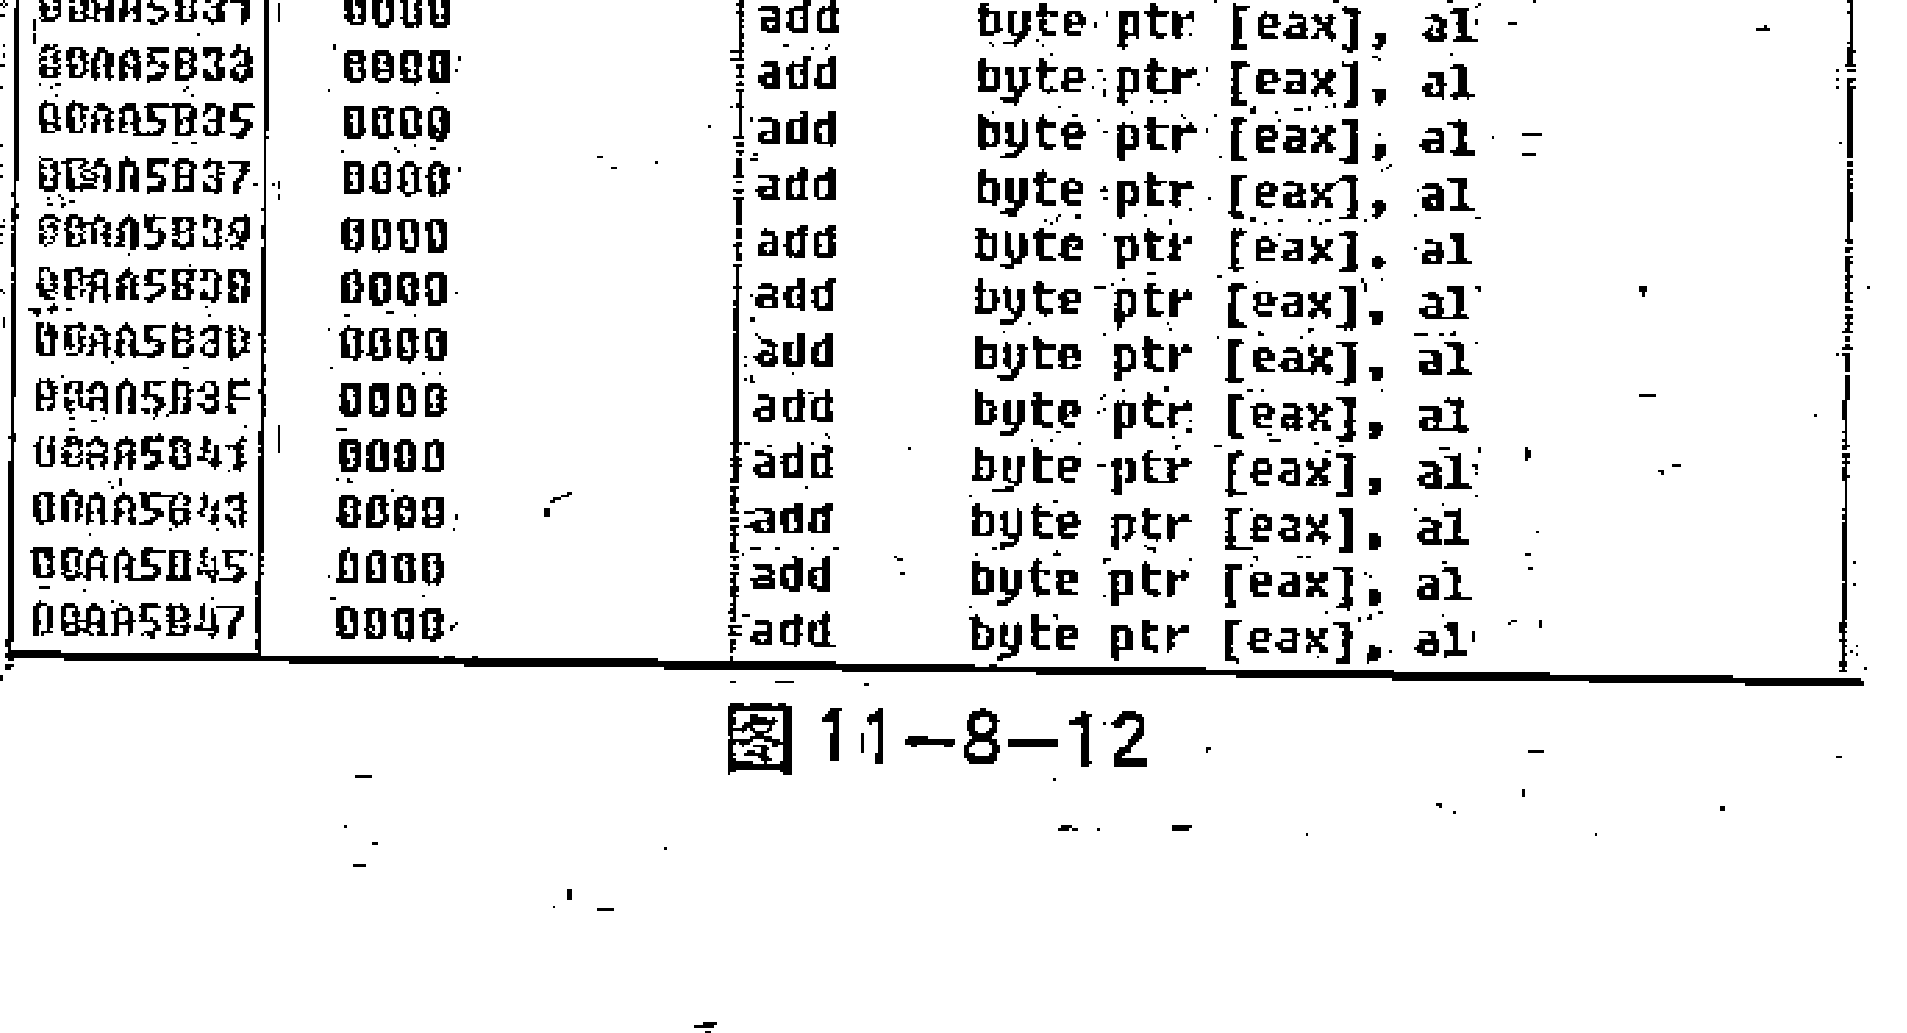 00AA5B31 0000 add byte ptr [eax], al
00AA5B33 0000 add byte ptr [eax], al
00AA5B35 0000 add byte ptr [eax], al
00AA5B37 0000 add byte ptr [eax], al
00AA5B39 0000 add byte ptr [eax], al
00AA5B3B 0000 add byte ptr [eax], al
00AA5B3D 0000 add byte ptr [eax], al
00AA5B3F 0000 add byte ptr [eax], al
00AA5B41 0000 add byte ptr [eax], al
00AA5B43 0000 add byte ptr [eax], al
00AA5B45 0000 add byte ptr [eax], al
00AA5B47 0000 add byte ptr [eax], al
图 11-8-12